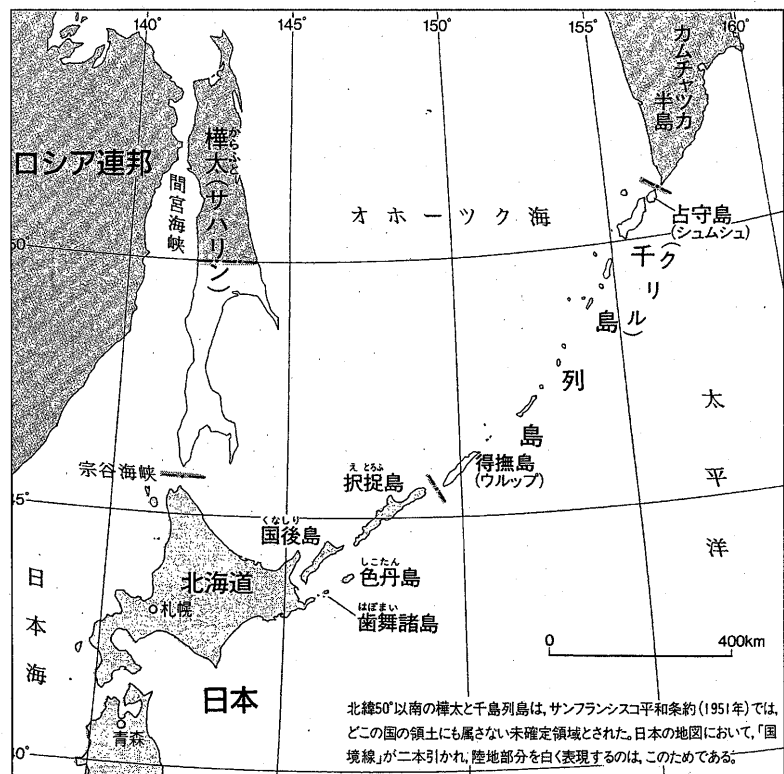 140°
145°
150°
155°
160°
カムチャツカ
半島
からふと
樺太(サハリン)
ロシア連邦
間宮海峡
オホーツク海
占守島
(シュムシュ)
50
千島列島
(クリル)
太平洋
宗谷海峡
得撫島
(ウルップ)
えとろふ
択捉島
45°
くなしり
国後島
しこたん
色丹島
北海道
札幌
はぼまい
歯舞諸島
日本海
0 400km
日本
青森
40°
北緯50°以南の樺太と千島列島は，サンフランシスコ平和条約(1951年)では，
どこの国の領土にも属さない未確定領域とされた。日本の地図において，「国
境線」が二本引かれ，陸地部分を白く表現するのは，このためである。